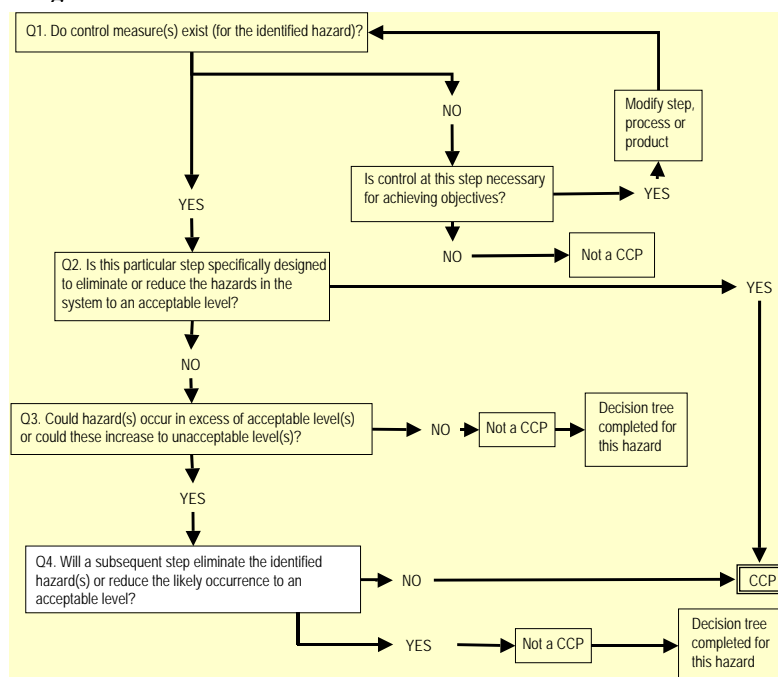 Q1. Do control measure(s) exist (for the identified hazard)?
NO
Modify step,
process or
product
Is control at this step necessary
for achieving objectives?
YES
YES
NO
Not a CCP
Q2. Is this particular step specifically designed
to eliminate or reduce the hazards in the
system to an acceptable level?
YES
NO
Q3. Could hazard(s) occur in excess of acceptable level(s)
or could these increase to unacceptable level(s)?
NO
Not a CCP
Decision tree
completed for
this hazard
YES
Q4. Will a subsequent step eliminate the identified
hazard(s) or reduce the likely occurrence to an
acceptable level?
NO
CCP
YES
Not a CCP
Decision tree
completed for
this hazard